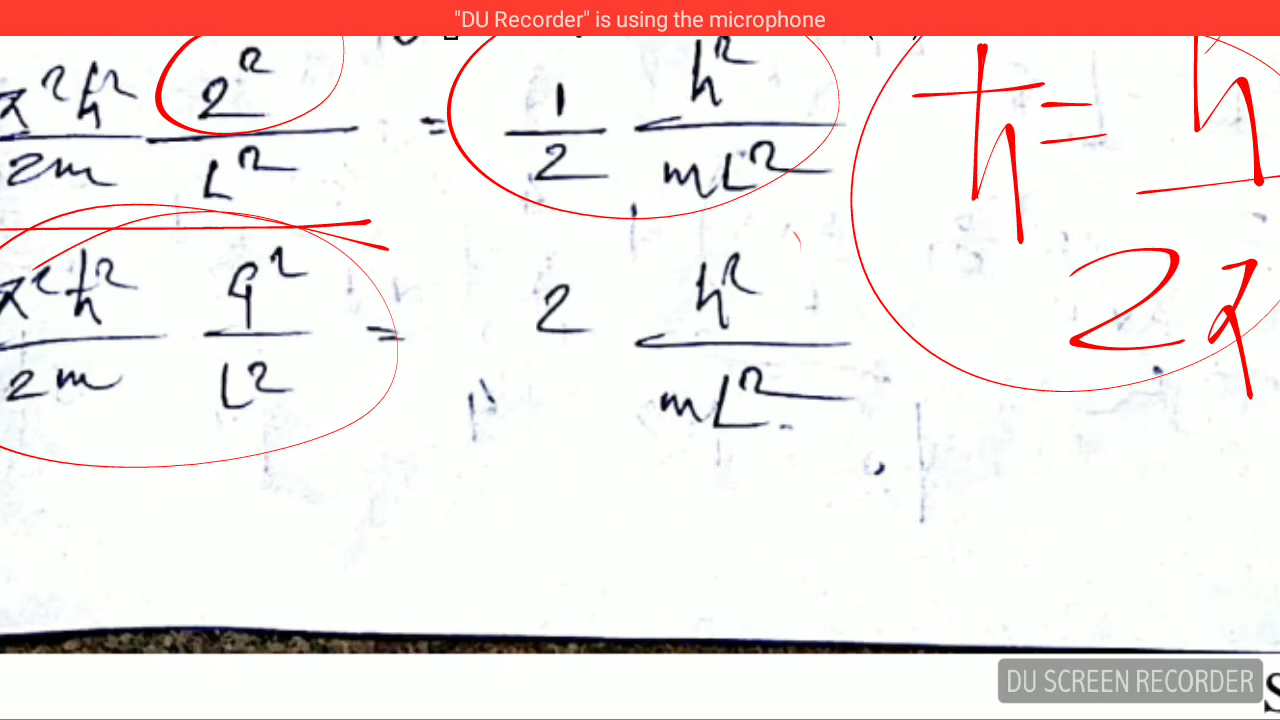 "DU Recorder" is using the microphone
π²ħ²/2m 2²/L² = 1/2 h²/mL²
ħ = h/2π
π²ħ²/2m 4²/L² = 2 h²/mL²
DU SCREEN RECORDER
S